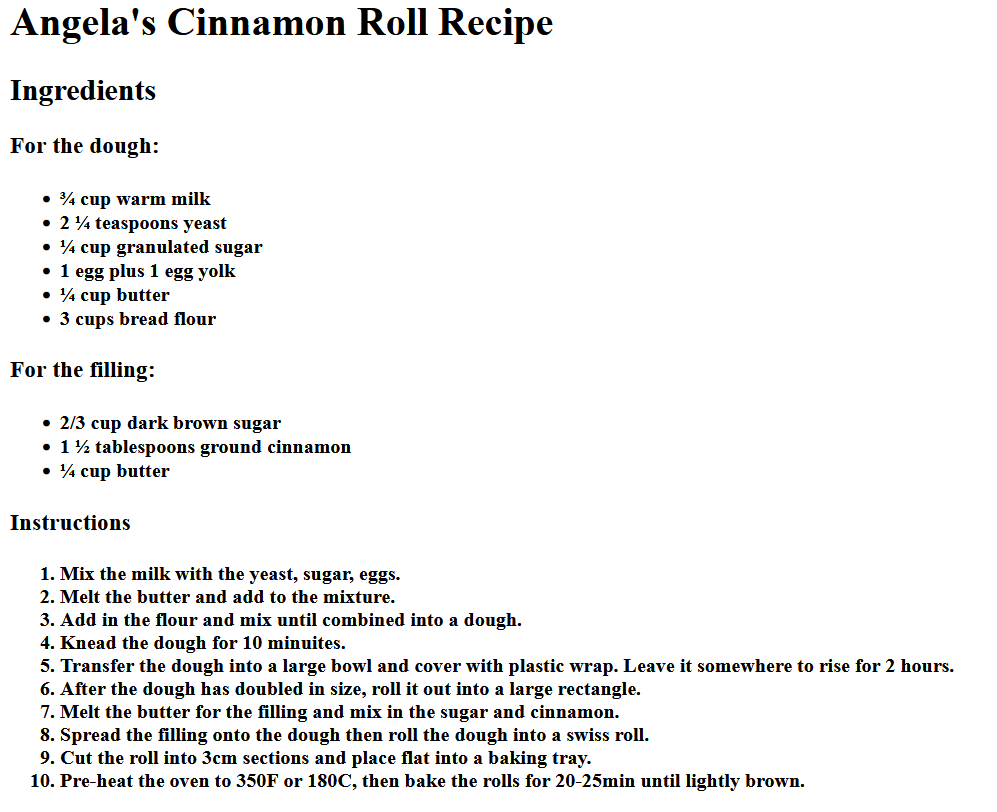 Angela's Cinnamon Roll Recipe
Ingredients
For the dough:
• ¾ cup warm milk
• 2 ¼ teaspoons yeast
• ¼ cup granulated sugar
• 1 egg plus 1 egg yolk
• ¼ cup butter
• 3 cups bread flour
For the filling:
• 2/3 cup dark brown sugar
• 1 ½ tablespoons ground cinnamon
• ¼ cup butter
Instructions
1. Mix the milk with the yeast, sugar, eggs.
2. Melt the butter and add to the mixture.
3. Add in the flour and mix until combined into a dough.
4. Knead the dough for 10 minuites.
5. Transfer the dough into a large bowl and cover with plastic wrap. Leave it somewhere to rise for 2 hours.
6. After the dough has doubled in size, roll it out into a large rectangle.
7. Melt the butter for the filling and mix in the sugar and cinnamon.
8. Spread the filling onto the dough then roll the dough into a swiss roll.
9. Cut the roll into 3cm sections and place flat into a baking tray.
10. Pre-heat the oven to 350F or 180C, then bake the rolls for 20-25min until lightly brown.